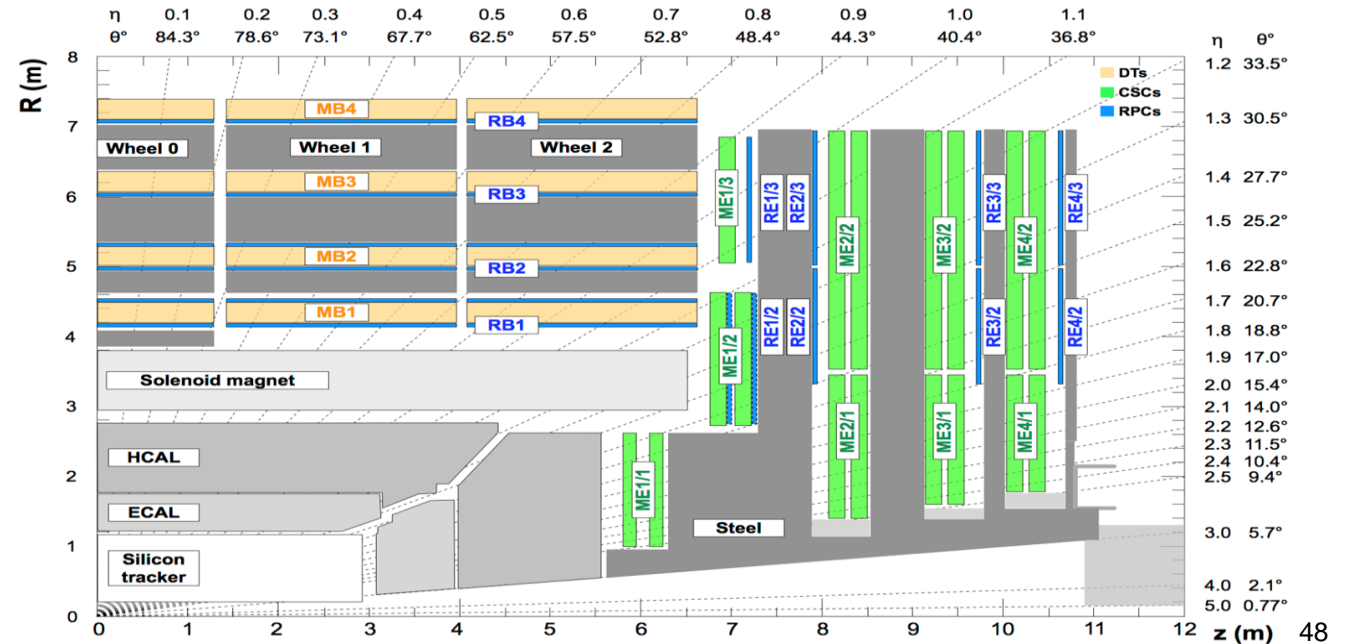 η 0.1 0.2 0.3 0.4 0.5 0.6 0.7 0.8 0.9 1.0 1.1
θ° 84.3° 78.6° 73.1° 67.7° 62.5° 57.5° 52.8° 48.4° 44.3° 40.4° 36.8°
η θ°
R (m)
8
7
6
5
4
3
2
1
0
1.2 33.5°
1.3 30.5°
1.4 27.7°
1.5 25.2°
1.6 22.8°
1.7 20.7°
1.8 18.8°
1.9 17.0°
2.0 15.4°
2.1 14.0°
2.2 12.6°
2.3 11.5°
2.4 10.4°
2.5 9.4°
3.0 5.7°
4.0 2.1°
5.0 0.77°
DTs
CSCs
RPCs
MB4
RB4
Wheel 0 Wheel 1 Wheel 2
MB3
RB3
MB2
RB2
MB1
RB1
Solenoid magnet
HCAL
ECAL
Silicon
tracker
Steel
ME1/3
RE1/3
RE2/3
ME2/2
ME3/2
RE3/3
ME4/2
RE4/3
ME1/2
RE1/2
RE2/2
RE3/2
RE4/2
ME1/1
ME2/1
ME3/1
ME4/1
0 1 2 3 4 5 6 7 8 9 10 11 12 z (m)
48